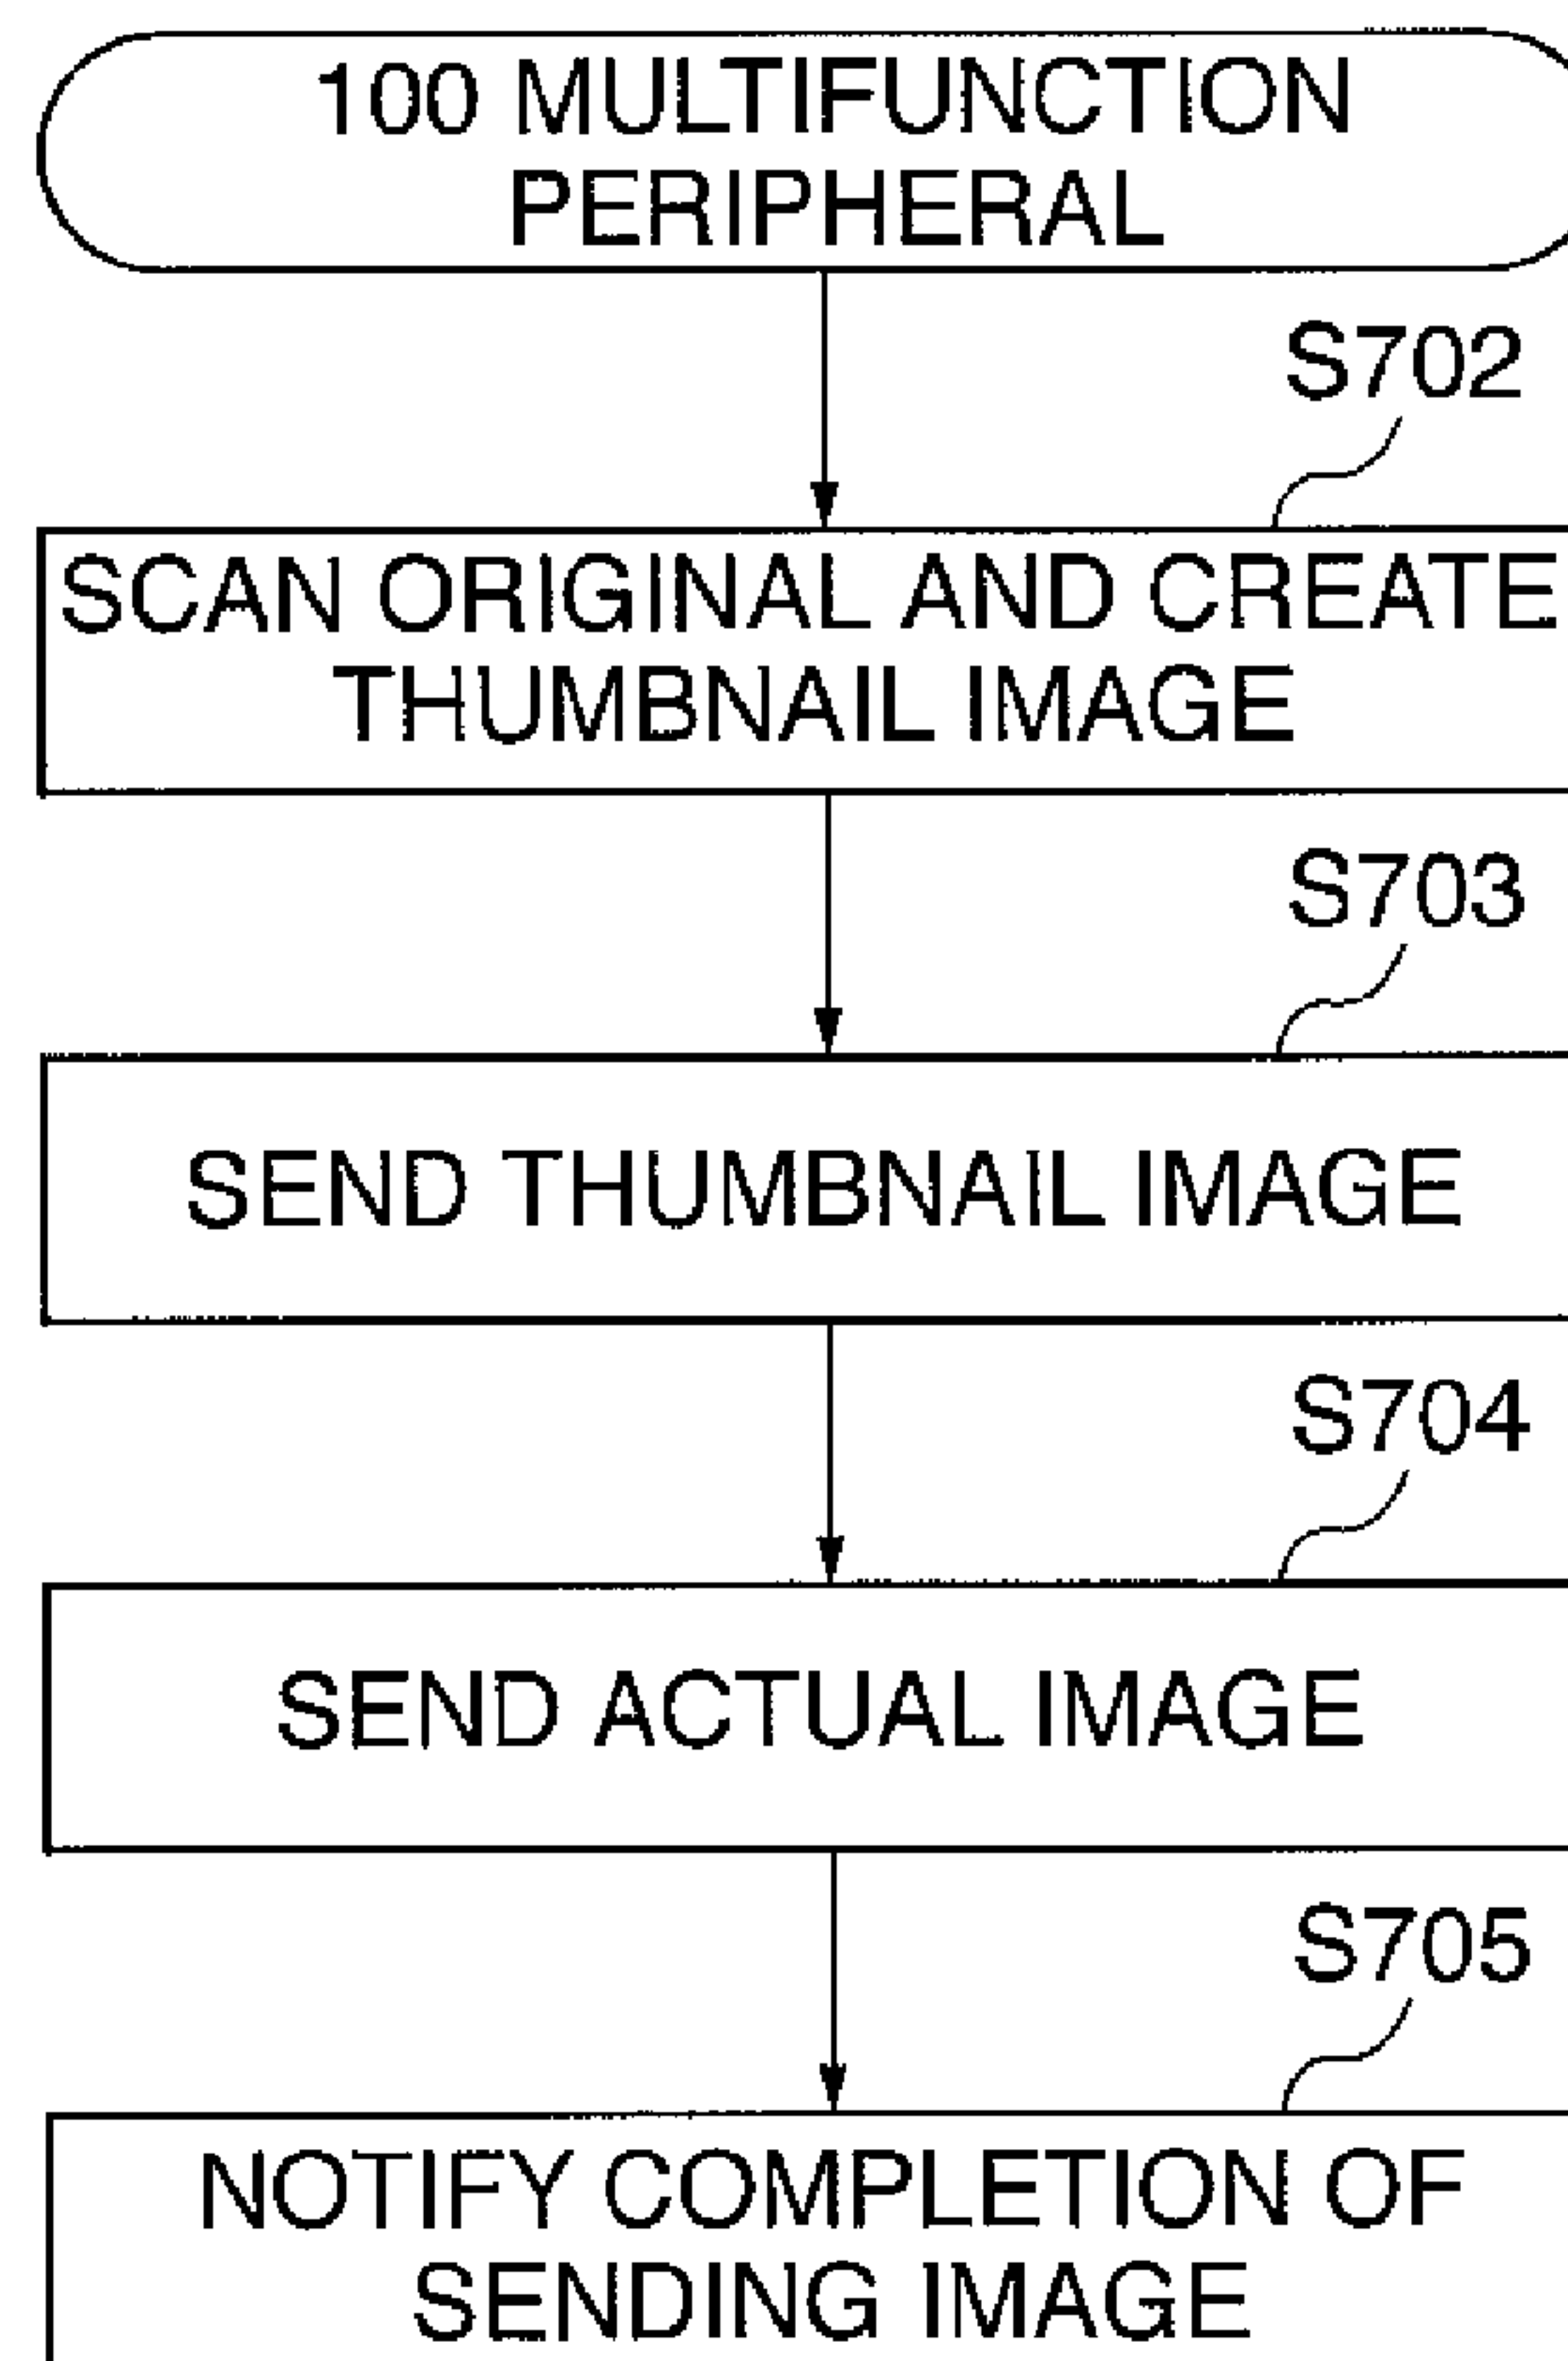 100 MULTIFUNCTION
PERIPHERAL
S702
SCAN ORIGINAL AND CREATE
THUMBNAIL IMAGE
S703
SEND THUMBNAIL IMAGE
S704
SEND ACTUAL IMAGE
S705
NOTIFY COMPLETION OF
SENDING IMAGE